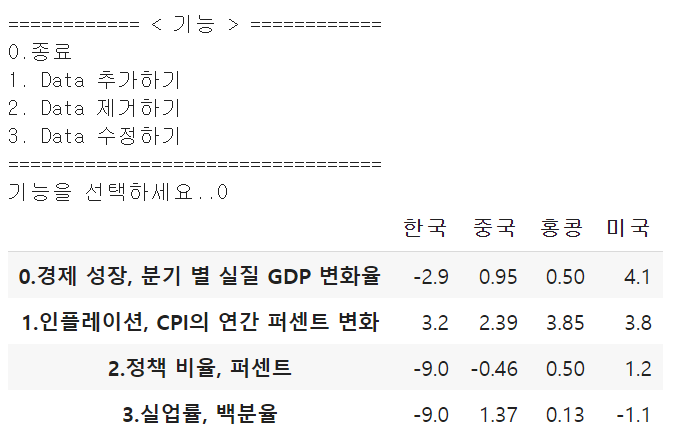 ============ < 기능 > ============
0.종료
1. Data 추가하기
2. Data 제거하기
3. Data 수정하기
==================================
기능을 선택하세요..0
한국 중국 홍콩 미국
0.경제 성장, 분기 별 실질 GDP 변화율 -2.9 0.95 0.50 4.1
1.인플레이션, CPI의 연간 퍼센트 변화 3.2 2.39 3.85 3.8
2.정책 비율, 퍼센트 -9.0 -0.46 0.50 1.2
3.실업률, 백분율 -9.0 1.37 0.13 -1.1